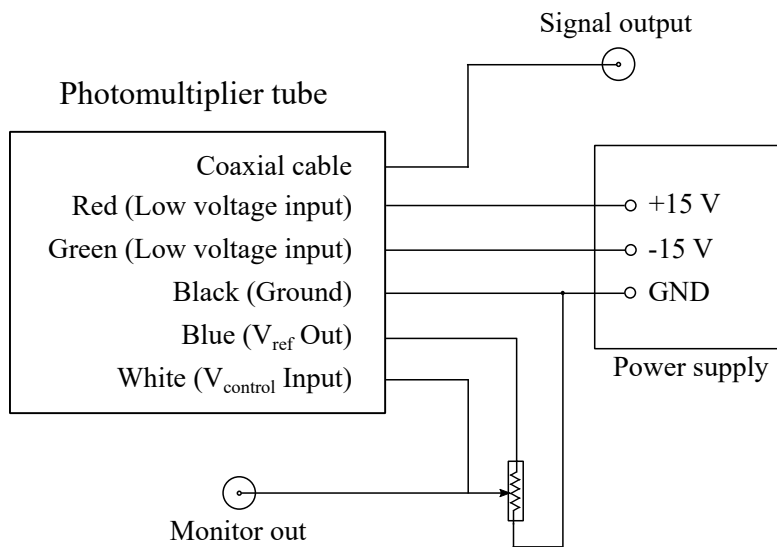 Signal output
Photomultiplier tube
Coaxial cable
Red (Low voltage input)
+15 V
Green (Low voltage input)
-15 V
Black (Ground)
GND
Blue (Vref Out)
White (Vcontrol Input)
Power supply
Monitor out